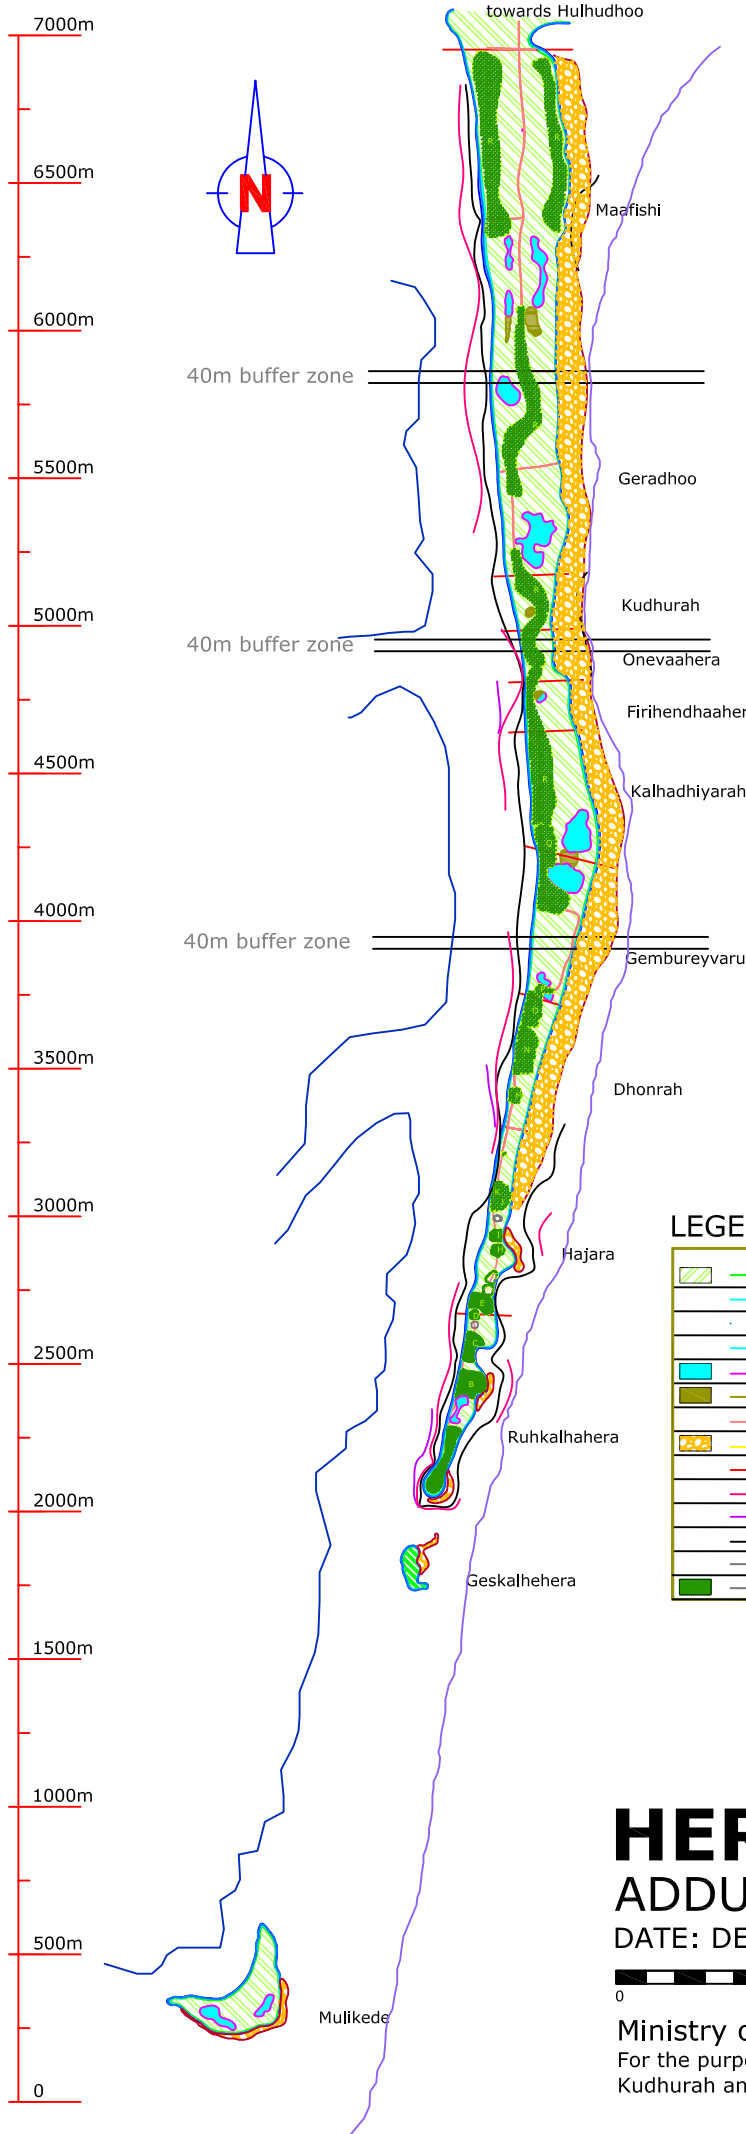 towards Hulhudhoo
7000m
N
6500m
Maafishi
6000m
40m buffer zone
5500m
Geradhoo
5000m
Kudhurah
40m buffer zone
Onevaahera
Firihendhaaher
4500m
Kalhadhiyarah
4000m
40m buffer zone
Gembureyvaru
3500m
Dhonrah
3000m
LEGE
Hajara
E
2500m
B
Ruhkalhahera
2000m
Geskalhehera
1500m
1000m
HER
ADDU
DATE: DE
500m
0
Mulikede
Ministry o
For the purpo
Kudhurah an
0